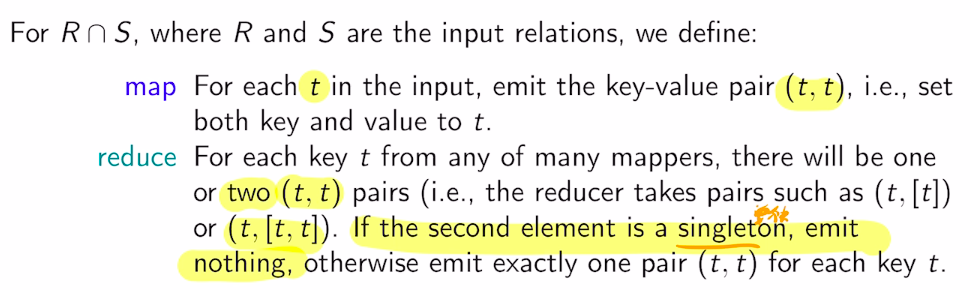 For R ∩ S, where R and S are the input relations, we define:
map For each t in the input, emit the key-value pair (t, t), i.e., set
both key and value to t.
reduce For each key t from any of many mappers, there will be one
or two (t, t) pairs (i.e., the reducer takes pairs such as (t, [t])
or (t, [t, t]). If the second element is a singleton, emit
nothing, otherwise emit exactly one pair (t, t) for each key t.